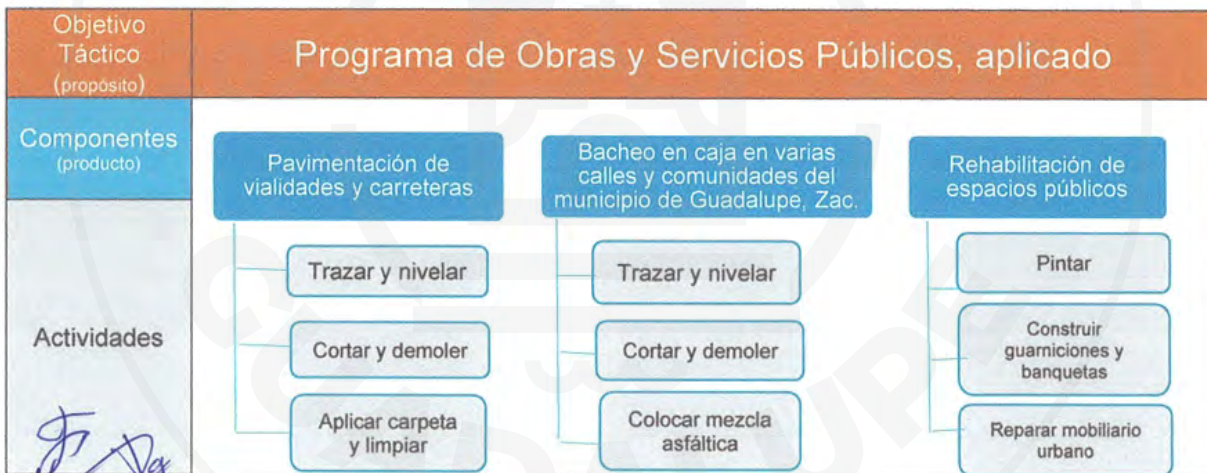 Objetivo
Táctico
(propósito)
Programa de Obras y Servicios Públicos, aplicado
Componentes
(producto)
Pavimentación de
vialidades y carreteras
Bacheo en caja en varias
calles y comunidades del
municipio de Guadalupe, Zac.
Rehabilitación de
espacios públicos
Actividades
Trazar y nivelar
Cortar y demoler
Aplicar carpeta
y limpiar
Trazar y nivelar
Cortar y demoler
Colocar mezcla
asfáltica
Pintar
Construir
guarniciones y
banquetas
Reparar mobiliario
urbano